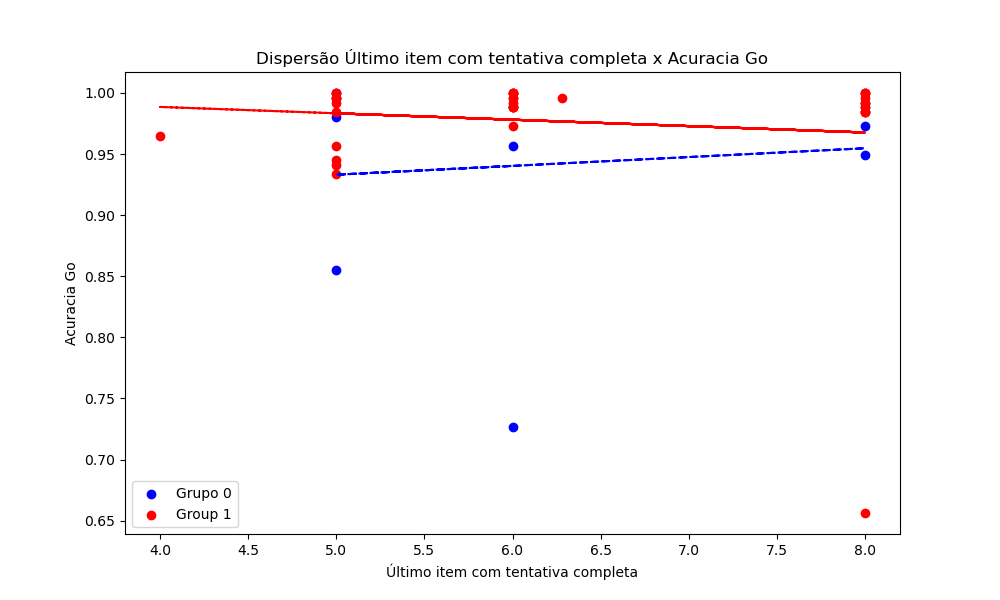 Dispersão Último item com tentativa completa x Acuracia Go
Acuracia Go
1.00
0.95
0.90
0.85
0.80
0.75
0.70
0.65
Grupo 0
Group 1
4.0 4.5 5.0 5.5 6.0 6.5 7.0 7.5 8.0
Último item com tentativa completa